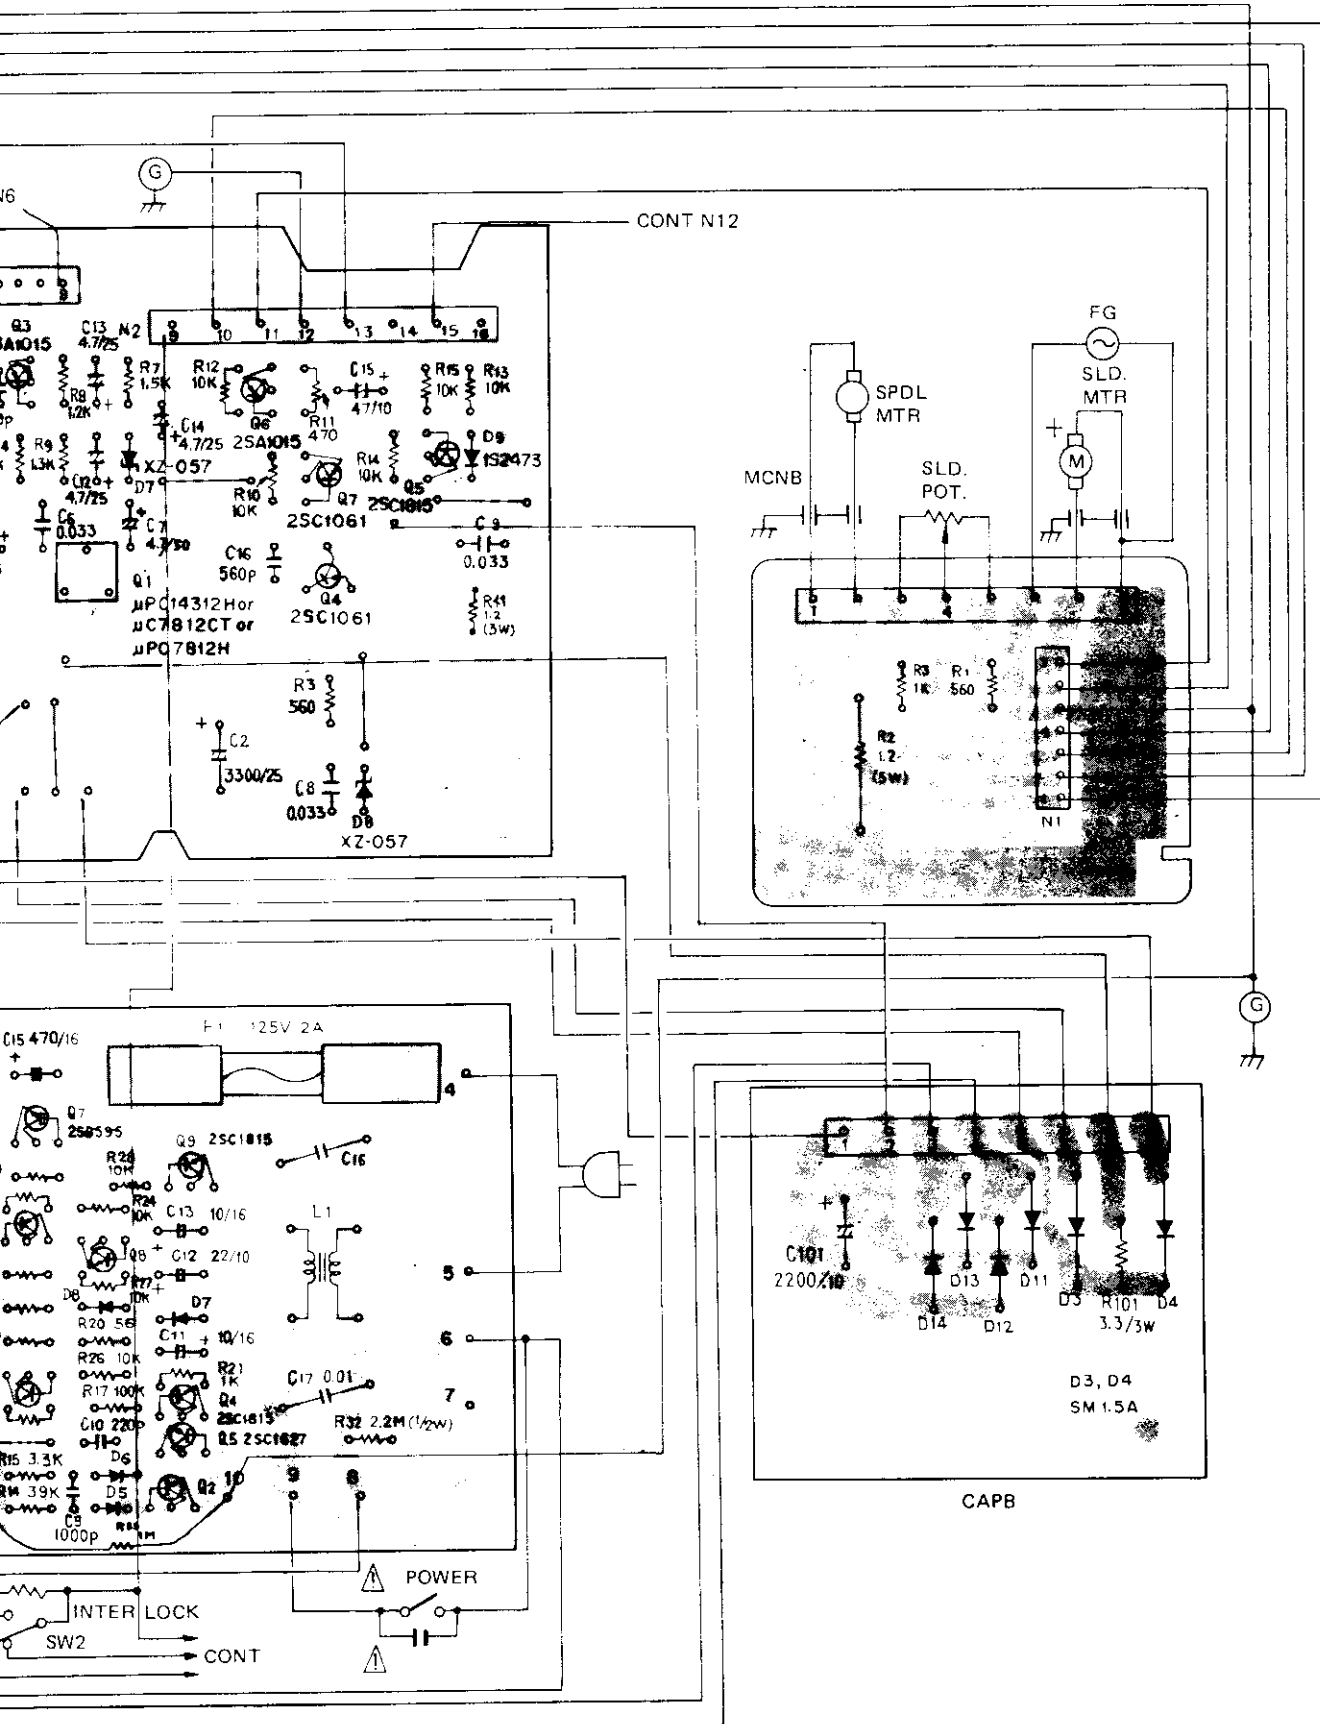 G
N6
CONT N12
Q3
SA1015
C13
4.7/25
N2
9
10
11
12
13
14
15
16
R8
1.2K
R7
1.5K
R12
10K
C15
47/10
R15
10K
R13
10K
C14
4.7/25
Q6
2SA1015
R11
470
R9
1.3K
XZ-057
D7
C12
4.7/25
R10
10K
R14
10K
Q5
2SC1815
D9
1S2473
Q7
2SC1061
C6
0.033
C7
4.7/50
C16
560p
Q4
2SC1061
C9
0.033
R41
1.2
(3W)
Q1
μPC14312H or
μC7812CT or
μPC7812H
R3
560
C2
3300/25
C8
0.033
D8
XZ-057
FG
SLD.
MTR
SPDL
MTR
M
MCNB
SLD.
POT.
1
4
R3
1K
R1
560
R2
1.2
(5W)
N1
G
F1 125V 2A
C15 470/16
4
Q7
2SB595
Q9 2SC1815
R28
10K
C16
R24
10K
C13 10/16
L1
Q8
C12 22/10
5
R27
10K
D8
D7
R20 56
C11 10/16
6
R26 10K
R21
1K
C17 0.01
7
R17 100K
Q4
2SC1815
C10 220p
Q5 2SC1627
R32 2.2M (1/2W)
R15 3.3K
D6
R14 39K
D5
Q2
10
9
8
C9
1000p
1M
POWER
INTER LOCK
SW2
CONT
1
C101
2200/10
D13
D11
D14
D12
D3
R101
3.3/3W
D4
D3, D4
SM 1.5A
CAPB